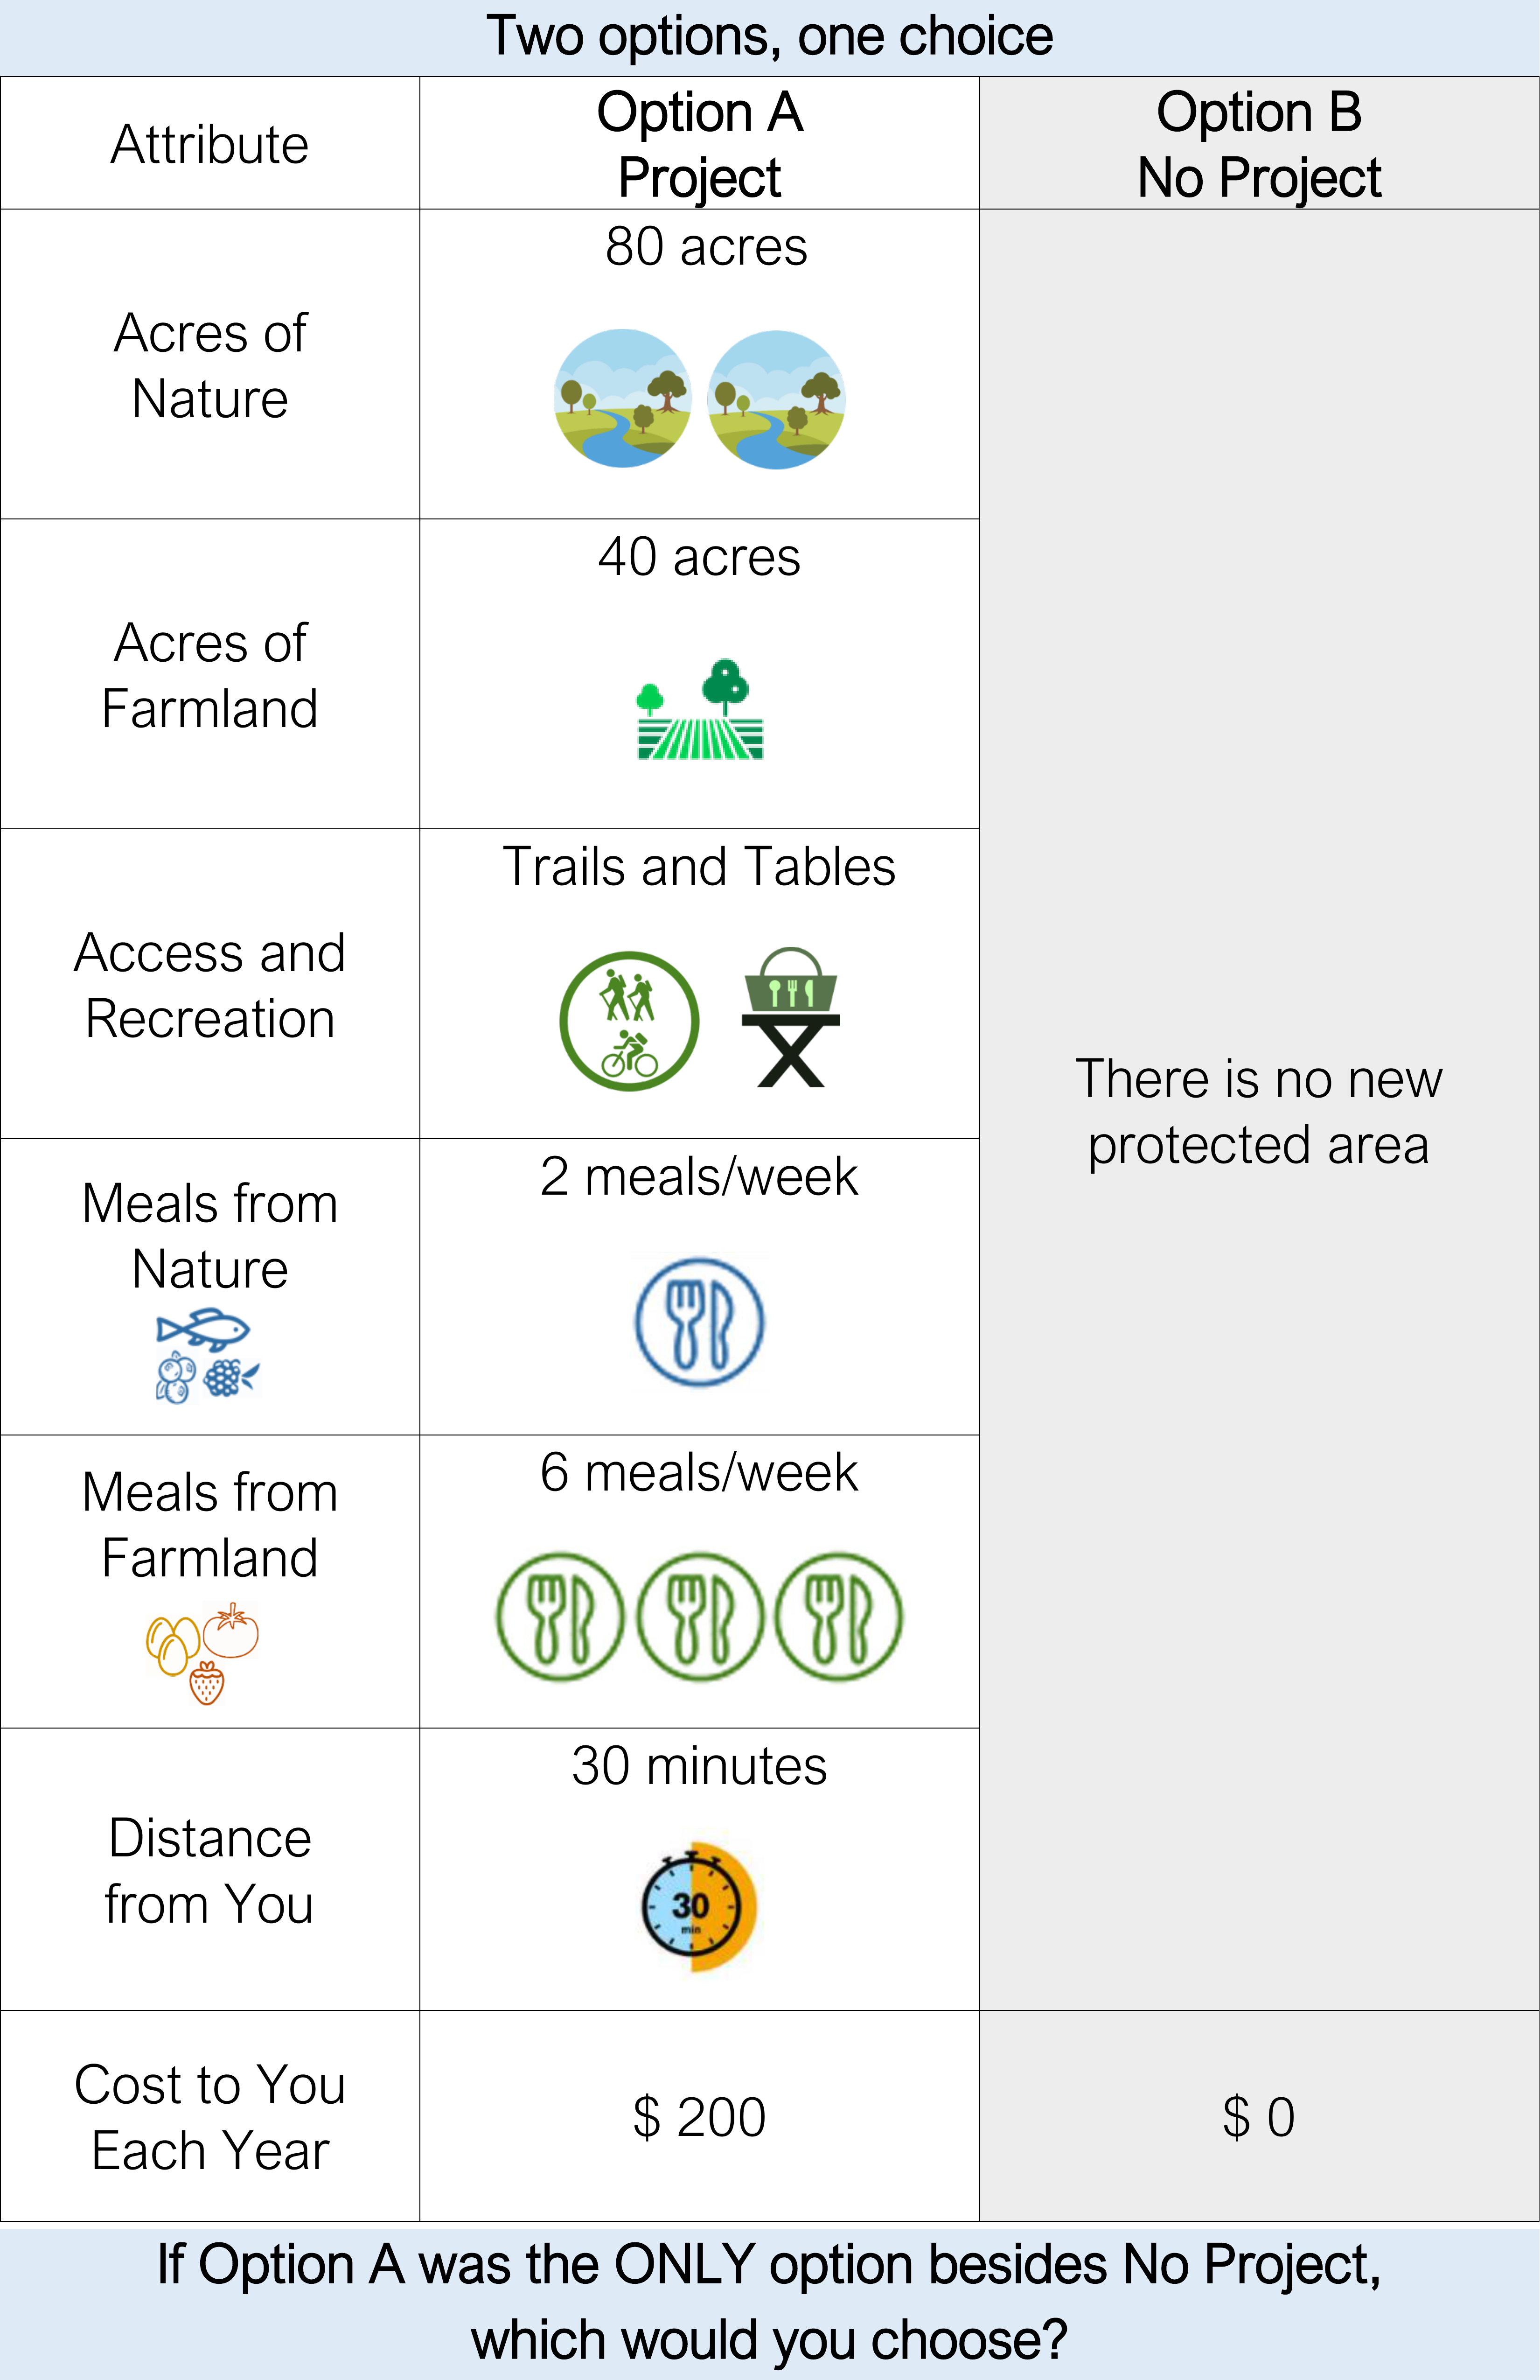 Two options, one choice
Attribute
Option A
Project
Option B
No Project
Acres of
Nature
80 acres
Acres of
Farmland
40 acres
Access and
Recreation
Trails and Tables
There is no new
protected area
Meals from
Nature
2 meals/week
Meals from
Farmland
6 meals/week
Distance
from You
30 minutes
30
min
Cost to You
Each Year
$ 200
$ 0
If Option A was the ONLY option besides No Project,
which would you choose?